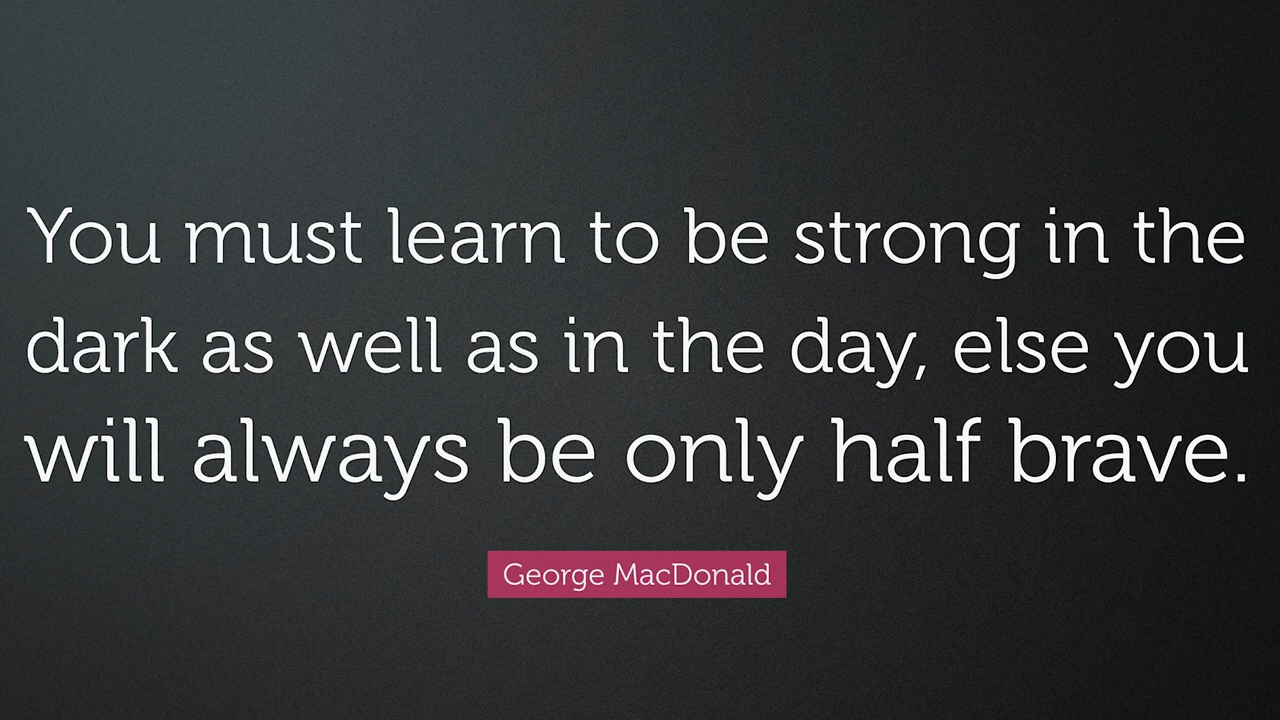 You must learn to be strong in the
dark as well as in the day, else you
will always be only half brave.
George MacDonald